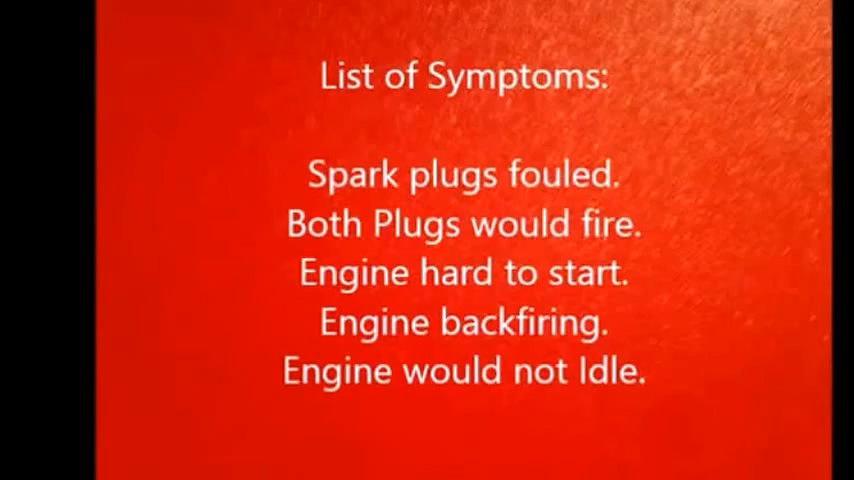 List of Symptoms:
Spark plugs fouled.
Both Plugs would fire.
Engine hard to start.
Engine backfiring.
Engine would not Idle.